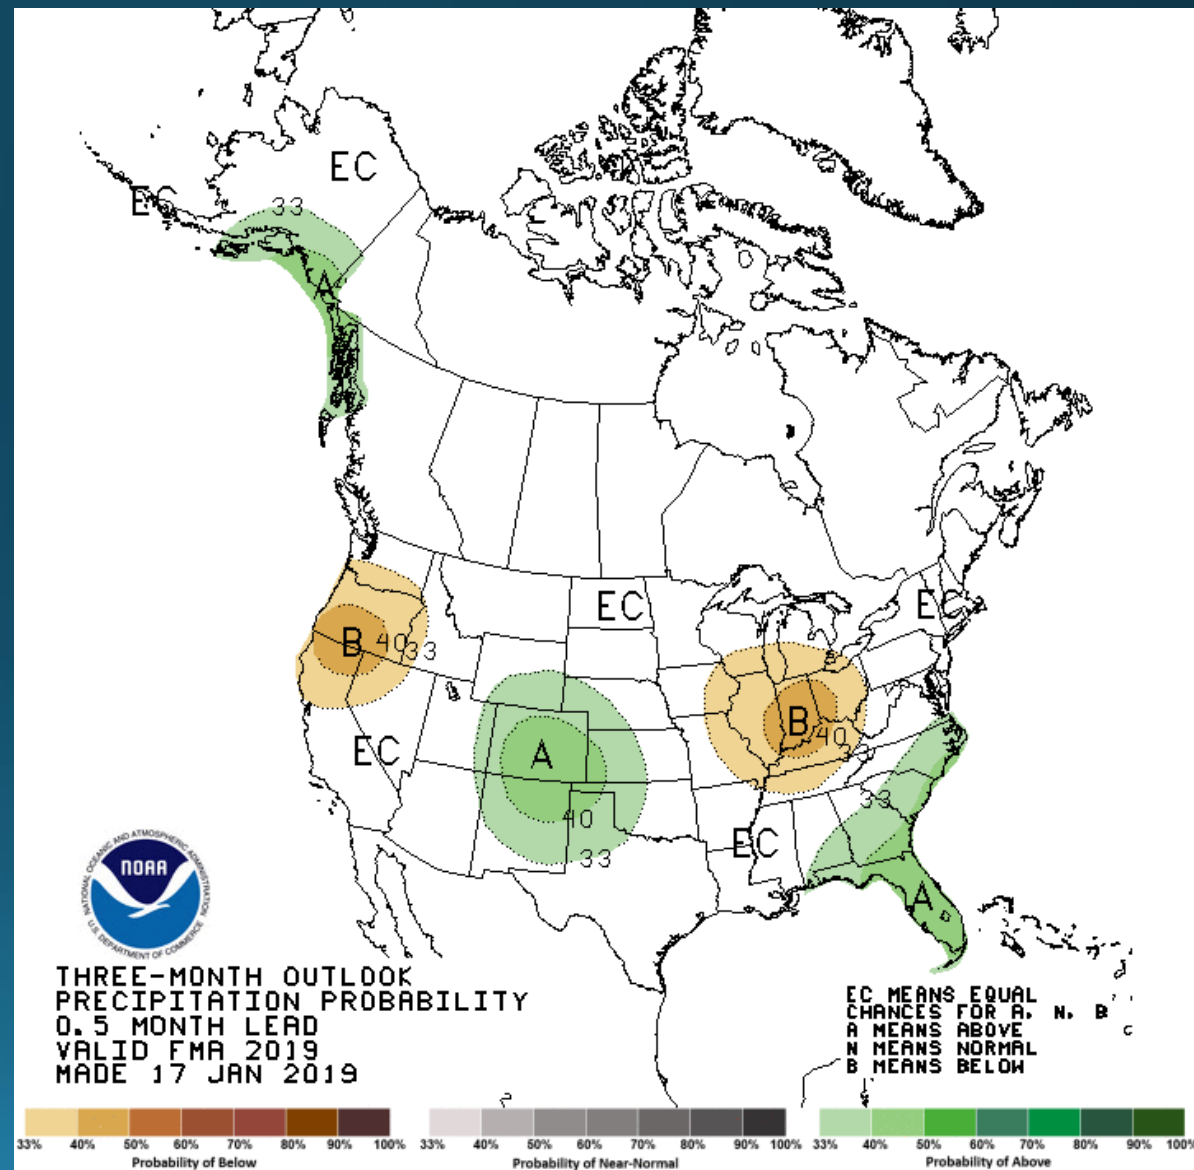 EC
EC
33
A
B
40
33
EC
EC
EC
A
40
33
B
40
33
EC
33
A
NATIONAL OCEANIC AND ATMOSPHERIC ADMINISTRATION
NOAA
U.S. DEPARTMENT OF COMMERCE
THREE-MONTH OUTLOOK
PRECIPITATION PROBABILITY
0.5 MONTH LEAD
VALID FMA 2019
MADE 17 JAN 2019
EC MEANS EQUAL
CHANCES FOR A, N, B
A MEANS ABOVE
N MEANS NORMAL
B MEANS BELOW
33% 40% 50% 60% 70% 80% 90% 100%
Probability of Below
33% 40% 50% 60% 70% 80% 90% 100%
Probability of Near-Normal
33% 40% 50% 60% 70% 80% 90% 100%
Probability of Above